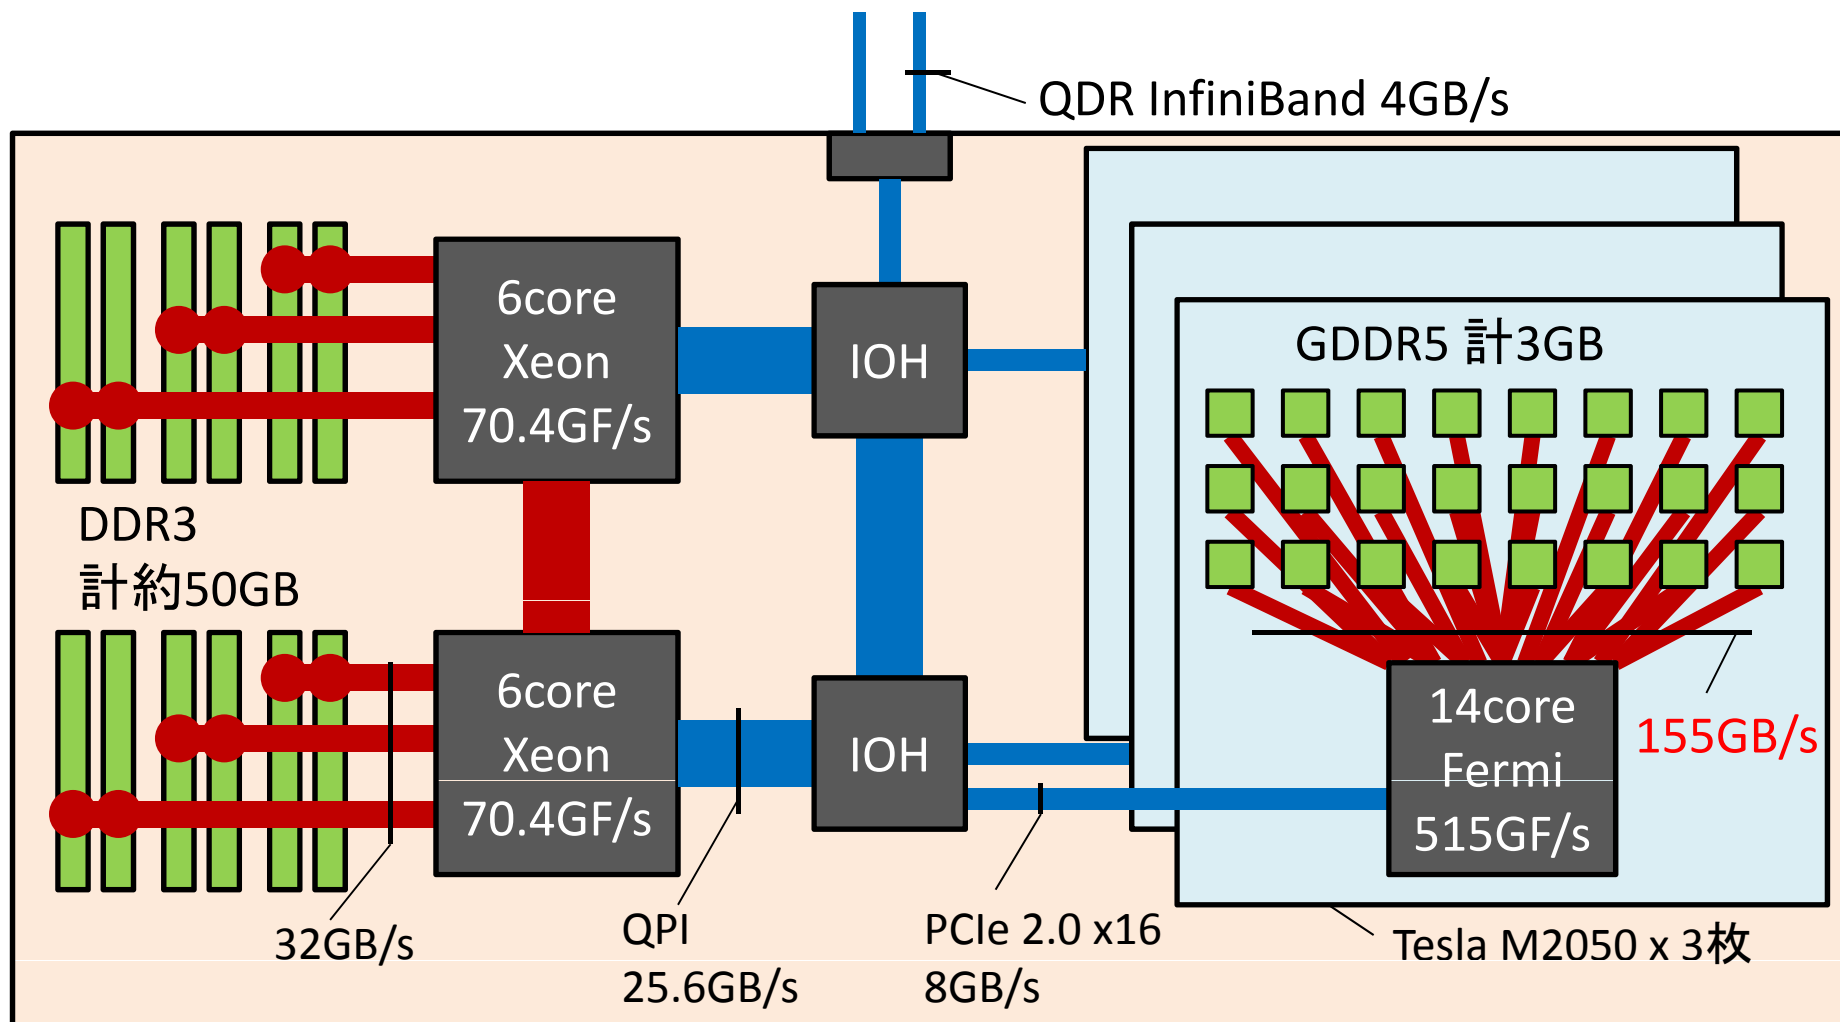 QDR InfiniBand 4GB/s
6core
Xeon
70.4GF/s
IOH
GDDR5 計3GB
DDR3
計約50GB
6core
Xeon
70.4GF/s
IOH
14core
Fermi
515GF/s
155GB/s
32GB/s
QPI
25.6GB/s
PCIe 2.0 x16
8GB/s
Tesla M2050 x 3枚